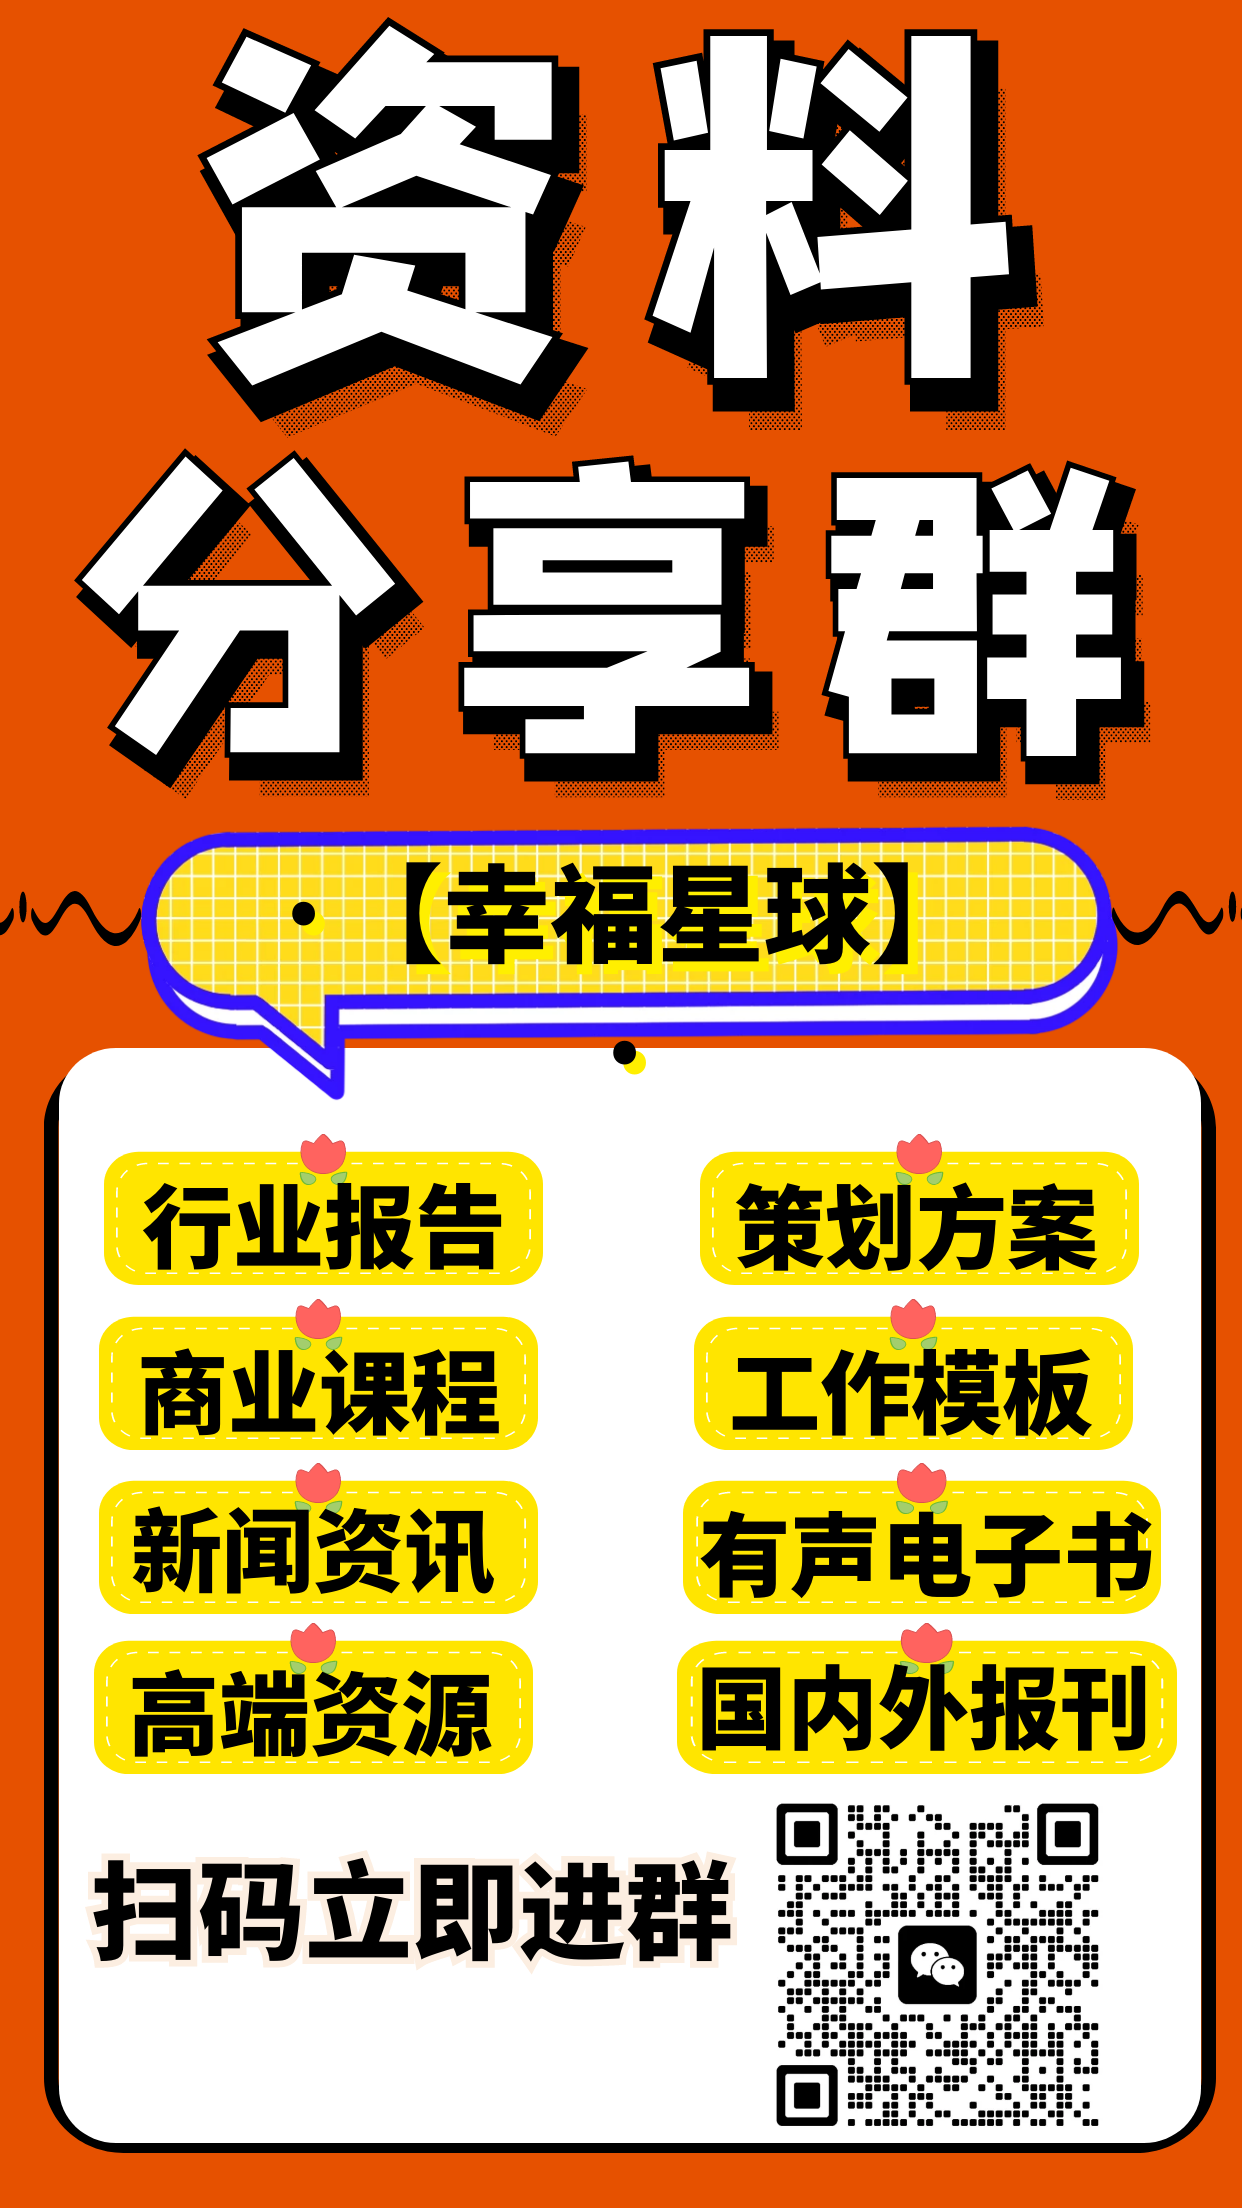 资料
分享群
【幸福星球】
行业报告
策划方案
商业课程
工作模板
新闻资讯
有声电子书
高端资源
国内外报刊
扫码立即进群